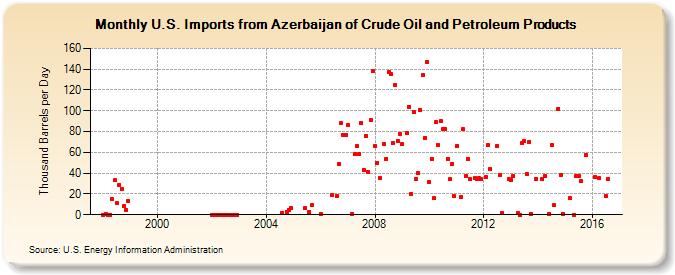 Monthly U.S. Imports from Azerbaijan of Crude Oil and Petroleum Products
Thousand Barrels per Day
160
140
120
100
80
60
40
20
0
2000 2004 2008 2012 2016
Source: U.S. Energy Information Administration